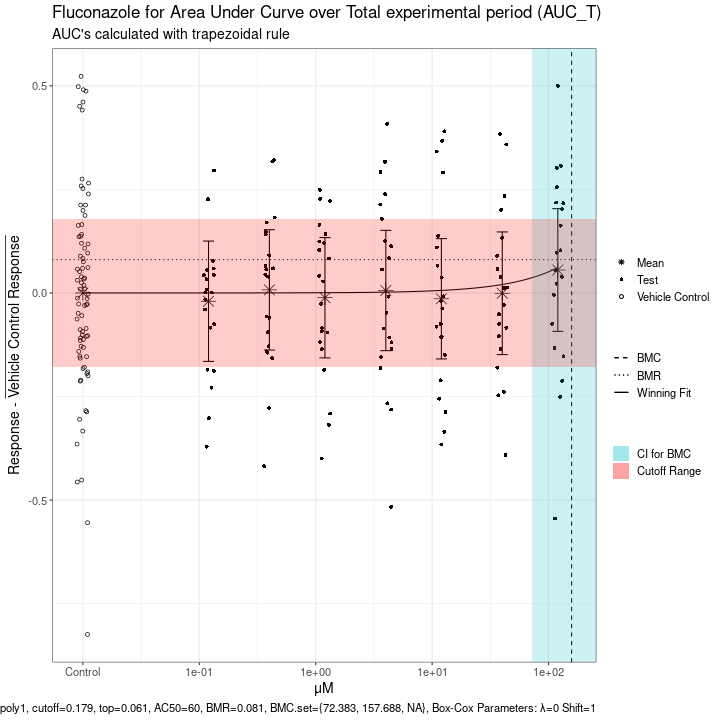 Fluconazole for Area Under Curve over Total experimental period (AUC_T)
AUC's calculated with trapezoidal rule
Response - Vehicle Control Response
0.5
0.0
-0.5
Control
1e-01
1e+00
1e+01
1e+02
μM
Mean
Test
Vehicle Control
BMC
BMR
Winning Fit
CI for BMC
Cutoff Range
poly1, cutoff=0.179, top=0.061, AC50=60, BMR=0.081, BMC.set={72.383, 157.688, NA}, Box-Cox Parameters: λ=0 Shift=1